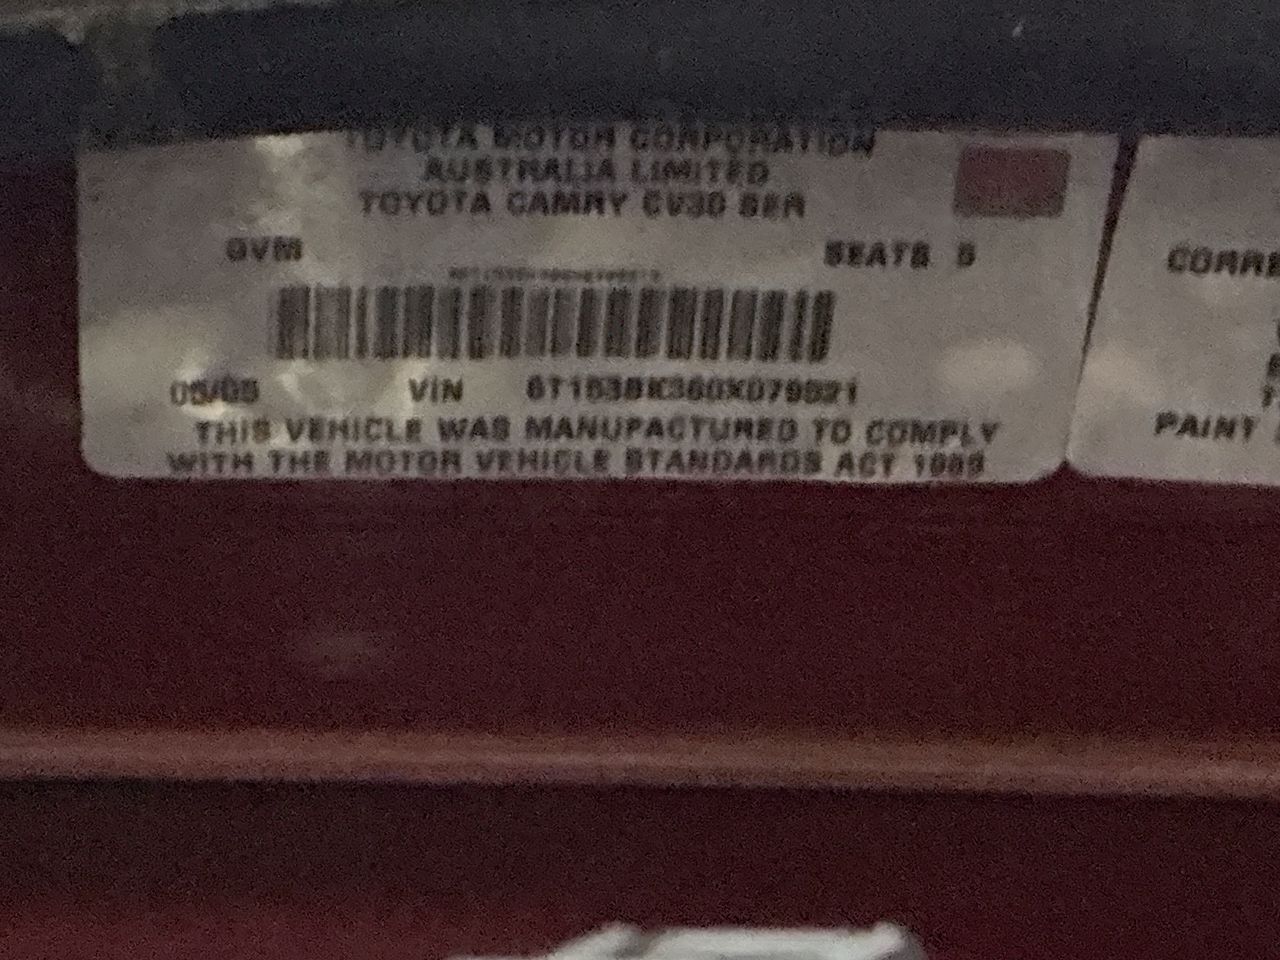 TOYOTA MOTOR CORPORATION
AUSTRALIA LIMITED
TOYOTA CAMRY CV30 SER
GVM SEATS 5
VIN
THIS VEHICLE WAS MANUFACTURED TO COMPLY
WITH THE MOTOR VEHICLE STANDARDS ACT 1989
CORRE
PAINT